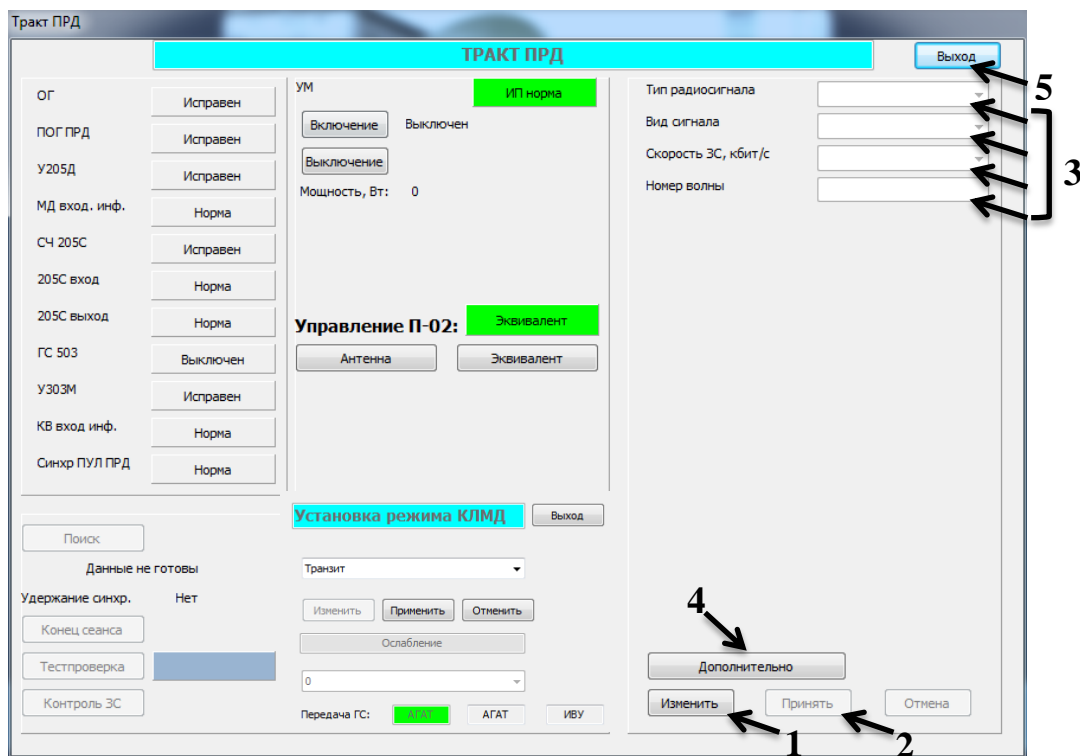 Тракт ПРД
ТРАКТ ПРД
Выход
5
ОГ Исправен
ПОГ ПРД Исправен
У205Д Исправен
МД вход. инф. Норма
СЧ 205С Исправен
205С вход Норма
205С выход Норма
ГС 503 Выключен
У303М Исправен
КВ вход инф. Норма
Синхр ПУЛ ПРД Норма
УМ ИП норма
Включение Выключен
Выключение
Мощность, Вт: 0
Управление П-02: Эквивалент
Антенна Эквивалент
Тип радиосигнала
Вид сигнала
Скорость ЗС, кбит/с
Номер волны
3
Поиск
Данные не готовы
Удержание синхр. Нет
Конец сеанса
Тестпроверка
Контроль ЗС
Установка режима КЛМД Выход
Транзит
Изменить Применить Отменить
Ослабление
0
Передача ГС: АГАТ АГАТ ИВУ
4
Дополнительно
Изменить Принять Отмена
1 2